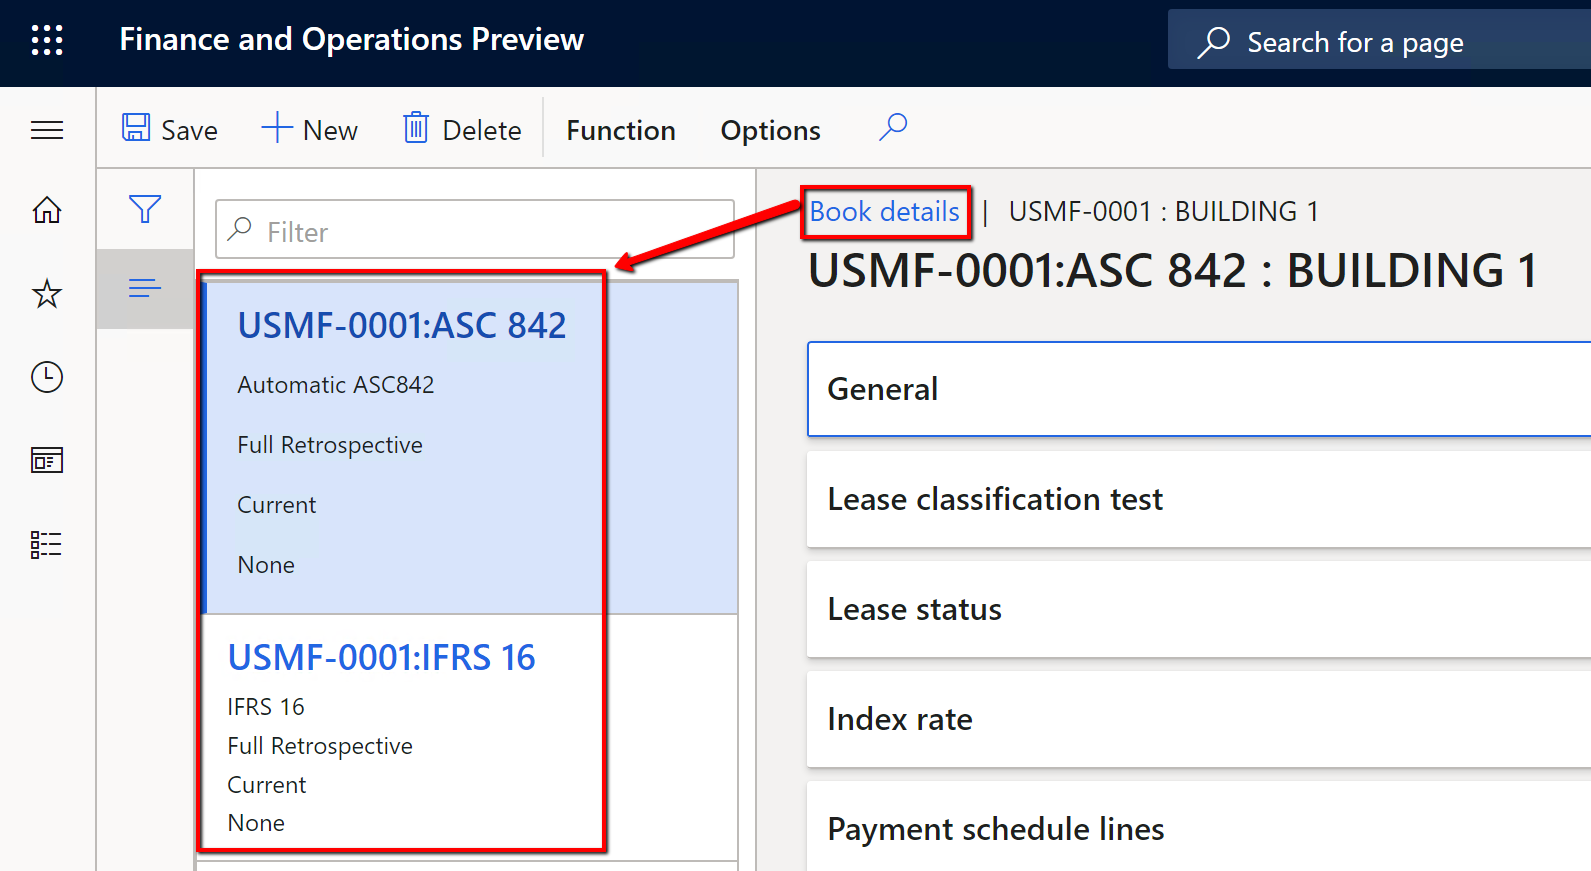 Finance and Operations Preview
Search for a page
Save New Delete Function Options
Filter
USMF-0001:ASC 842
Automatic ASC842
Full Retrospective
Current
None
USMF-0001:IFRS 16
IFRS 16
Full Retrospective
Current
None
Book details | USMF-0001 : BUILDING 1
USMF-0001:ASC 842 : BUILDING 1
General
Lease classification test
Lease status
Index rate
Payment schedule lines